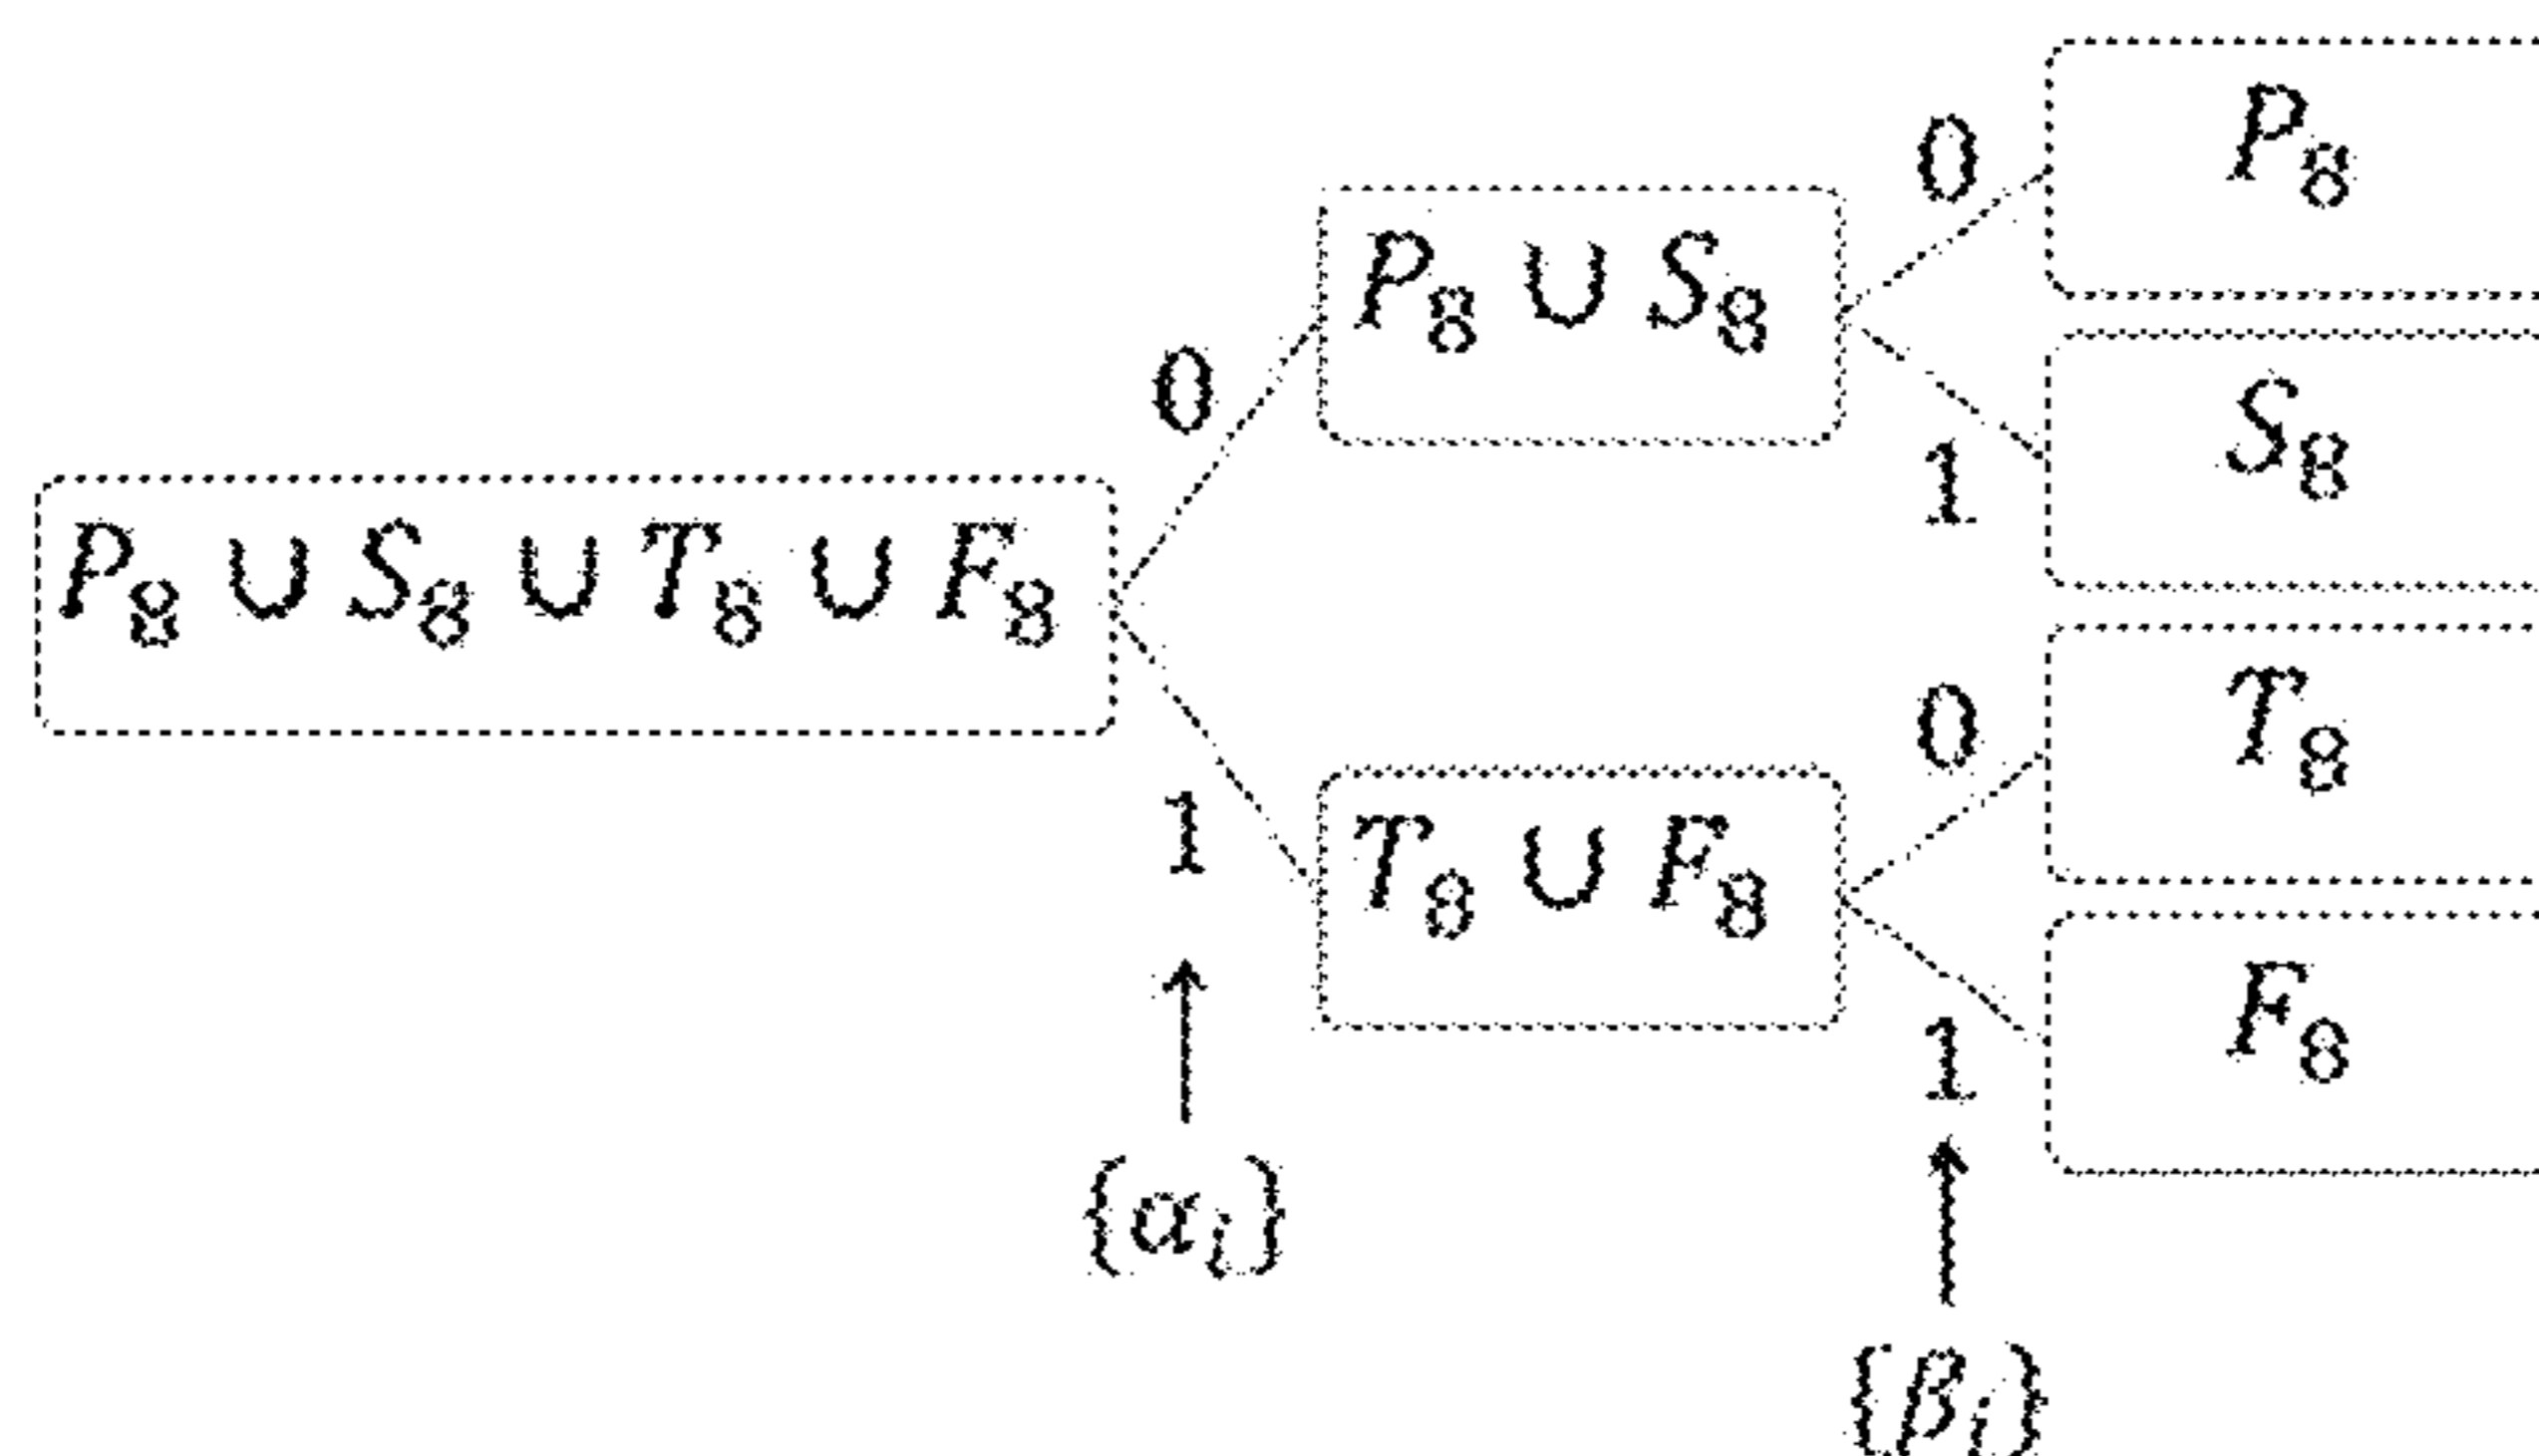 P₈ ∪ S₈ ∪ T₈ ∪ F₈
0
1
{αᵢ}
P₈ ∪ S₈
T₈ ∪ F₈
0
1
0
1
{βᵢ}
P₈
S₈
T₈
F₈